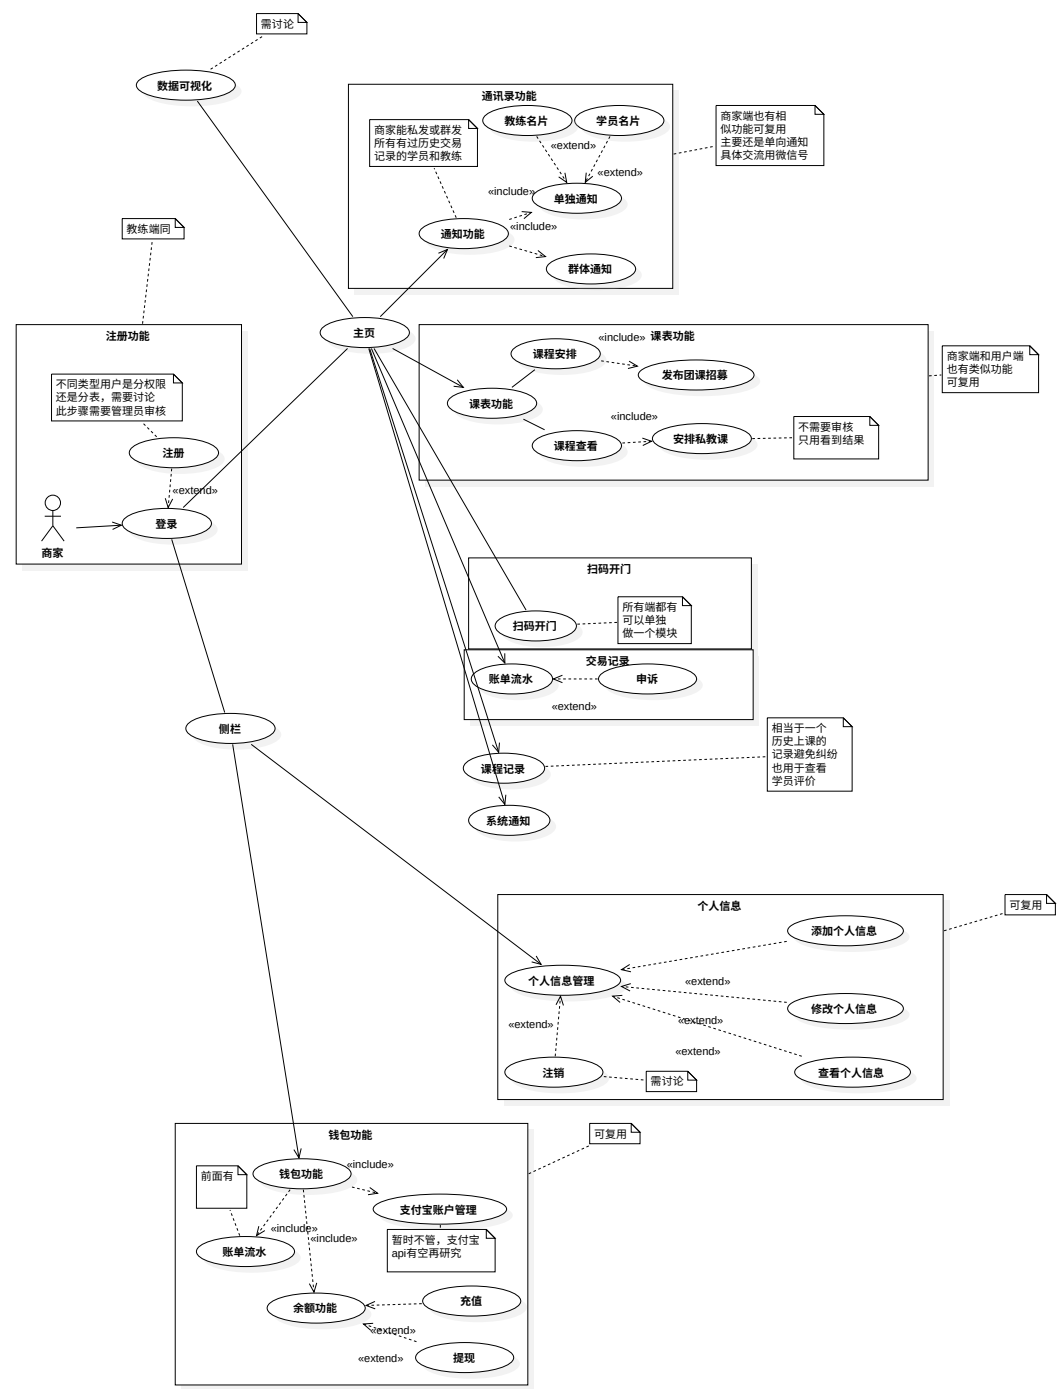 需讨论
数据可视化
通讯录功能
教练名片
学员名片
商家能私发或群发
所有有过历史交易
记录的学员和教练
«extend»
«extend»
商家端也有相
似功能可复用
主要还是单向通知
具体交流用微信号
«include»
单独通知
通知功能
«include»
群体通知
教练端同
注册功能
不同类型用户是分权限
还是分表，需要讨论
此步骤需要管理员审核
注册
«extend»
登录
商家
主页
«include»
课表功能
课程安排
发布团课招募
课表功能
«include»
课程查看
安排私教课
不需要审核
只用看到结果
商家端和用户端
也有类似功能
可复用
扫码开门
扫码开门
所有端都有
可以单独
做一个模块
交易记录
账单流水
申诉
«extend»
侧栏
课程记录
相当于一个
历史上课的
记录避免纠纷
也用于查看
学员评价
系统通知
个人信息
可复用
添加个人信息
个人信息管理
«extend»
修改个人信息
«extend»
«extend»
«extend»
查看个人信息
注销
需讨论
钱包功能
可复用
前面有
钱包功能
«include»
支付宝账户管理
«include»
«include»
账单流水
暂时不管，支付宝
api有空再研究
余额功能
充值
«extend»
«extend»
提现